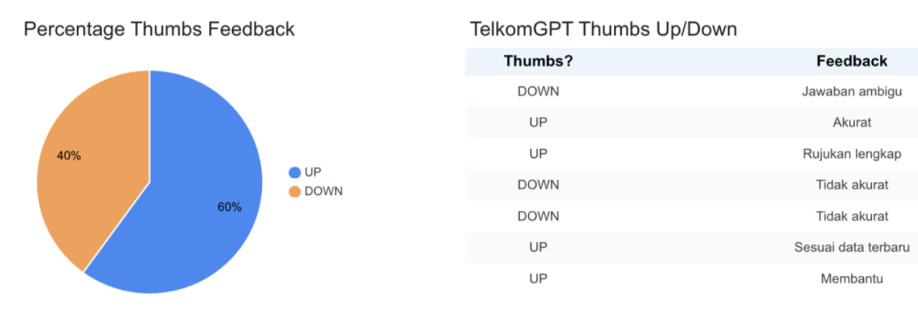 Percentage Thumbs Feedback
40%
60%
UP
DOWN
TelkomGPT Thumbs Up/Down
Thumbs? Feedback
DOWN Jawaban ambigu
UP Akurat
UP Rujukan lengkap
DOWN Tidak akurat
DOWN Tidak akurat
UP Sesuai data terbaru
UP Membantu